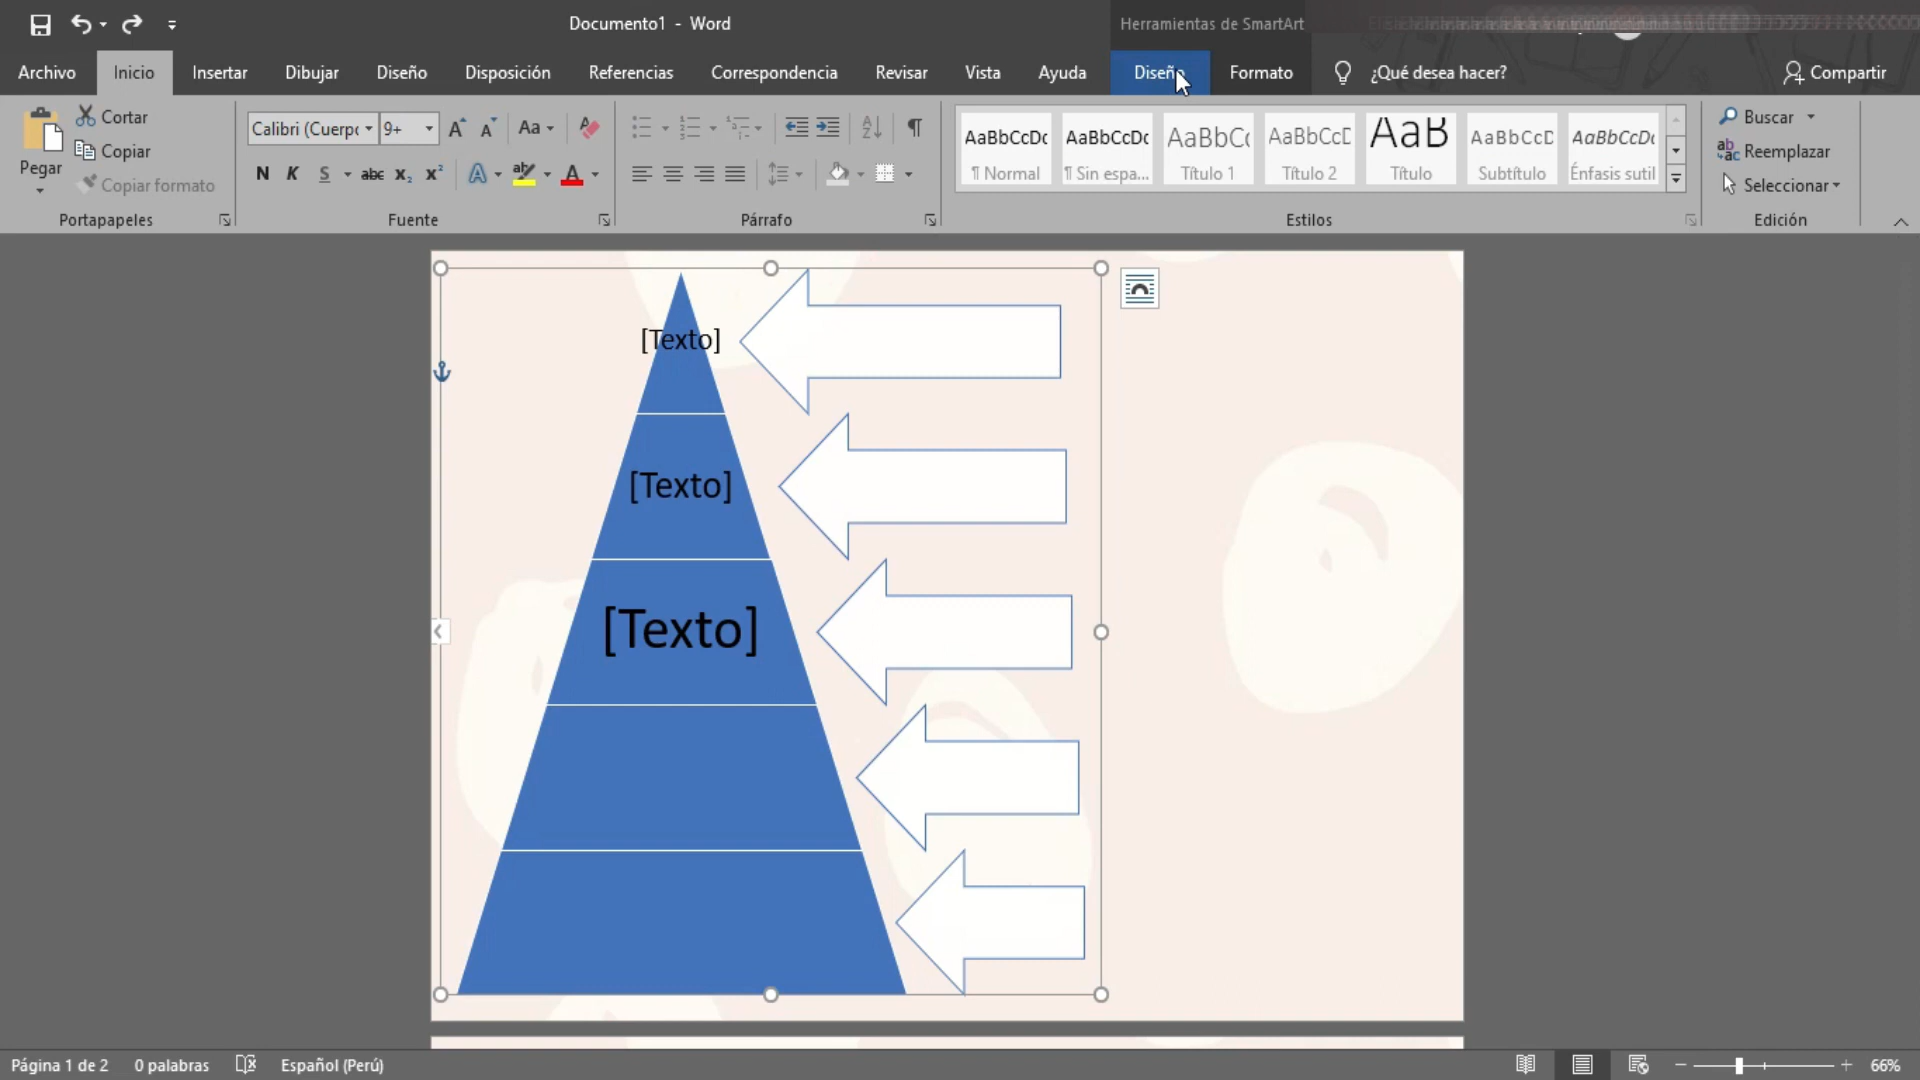 Documento1 - Word
Herramientas de SmartArt
Archivo Inicio Insertar Dibujar Diseño Disposición Referencias Correspondencia Revisar Vista Ayuda Diseño Formato ¿Qué desea hacer? Compartir
Pegar
Cortar
Copiar
Copiar formato
Portapapeles
Calibri (Cuerpo 9+ Aa
N K S abc x₂ x² A ab A
Fuente
Párrafo
AaBbCcDc AaBbCcDc AaBbC( AaBbCcD AaB AaBbCcD AaBbCcDc
¶ Normal ¶ Sin espa... Título 1 Título 2 Título Subtítulo Énfasis sutil
Estilos
Buscar
Reemplazar
Seleccionar
Edición
[Texto]
[Texto]
[Texto]
Página 1 de 2 0 palabras Español (Perú) 66%